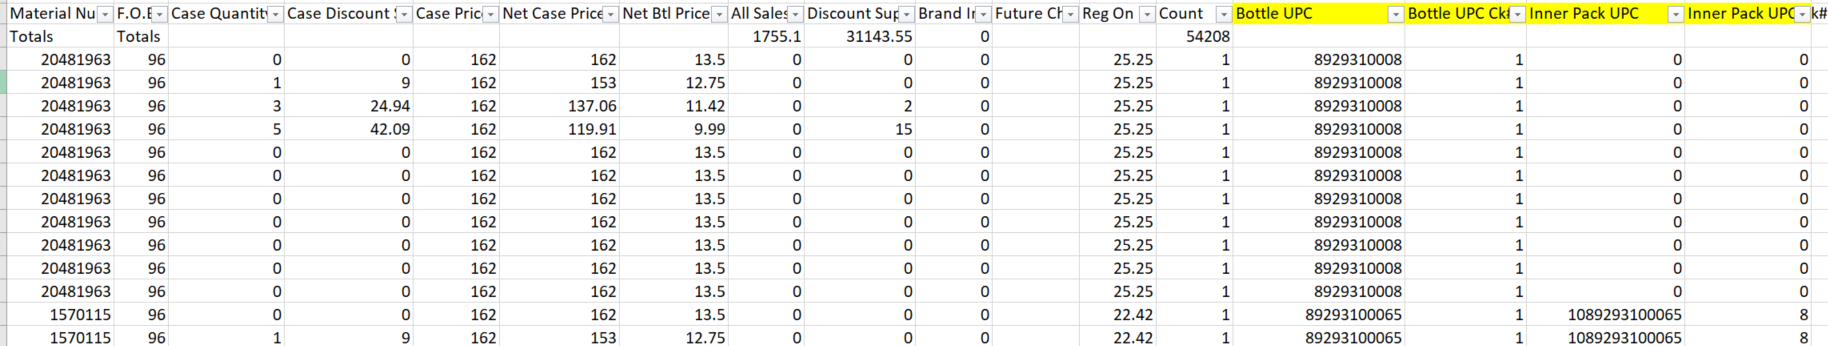 Material Nu F.O.B Case Quantity Case Discount $ Case Pric Net Case Price Net Btl Price All Sales Discount Sup Brand In Future Ch Reg On Count Bottle UPC Bottle UPC Ck# Inner Pack UPC Inner Pack UPC k#
Totals Totals 1755.1 31143.55 0 54208
20481963 96 0 0 162 162 13.5 0 0 0 25.25 1 8929310008 1 0 0
20481963 96 1 9 162 153 12.75 0 0 0 25.25 1 8929310008 1 0 0
20481963 96 3 24.94 162 137.06 11.42 0 2 0 25.25 1 8929310008 1 0 0
20481963 96 5 42.09 162 119.91 9.99 0 15 0 25.25 1 8929310008 1 0 0
20481963 96 0 0 162 162 13.5 0 0 0 25.25 1 8929310008 1 0 0
20481963 96 0 0 162 162 13.5 0 0 0 25.25 1 8929310008 1 0 0
20481963 96 0 0 162 162 13.5 0 0 0 25.25 1 8929310008 1 0 0
20481963 96 0 0 162 162 13.5 0 0 0 25.25 1 8929310008 1 0 0
20481963 96 0 0 162 162 13.5 0 0 0 25.25 1 8929310008 1 0 0
20481963 96 0 0 162 162 13.5 0 0 0 25.25 1 8929310008 1 0 0
20481963 96 0 0 162 162 13.5 0 0 0 25.25 1 8929310008 1 0 0
1570115 96 0 0 162 162 13.5 0 0 0 22.42 1 89293100065 1 1089293100065 8
1570115 96 1 9 162 153 12.75 0 0 0 22.42 1 89293100065 1 1089293100065 8